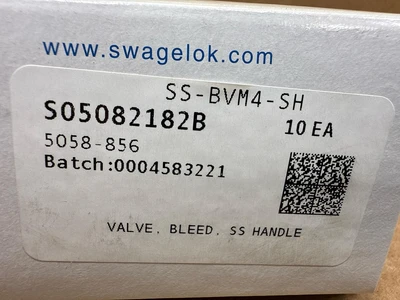 www.swagelok.com
SS-BVM4-SH
S05082182B
10 EA
5058-856
Batch:0004583221
VALVE, BLEED, SS HANDLE